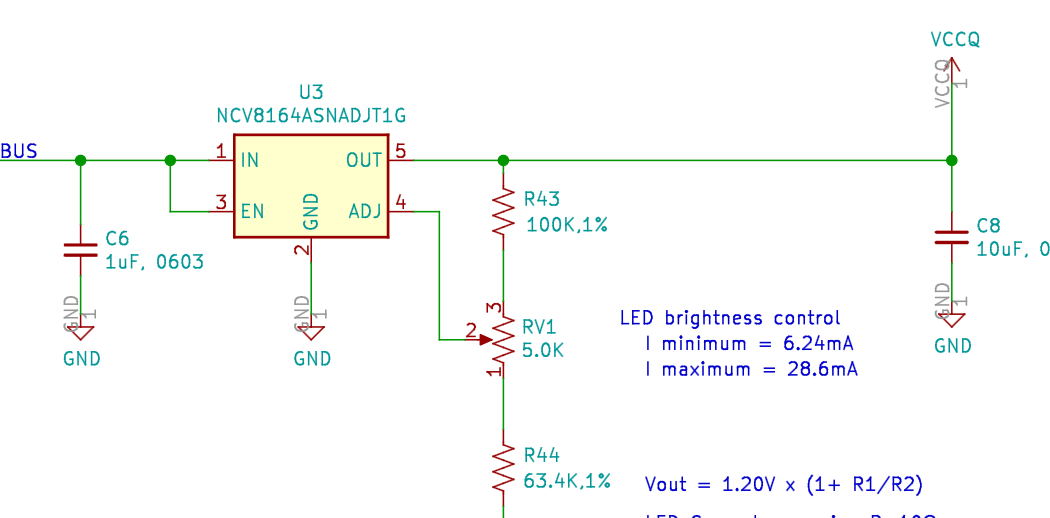 VCCQ
VCCQ
1
U3
NCV8164ASNADJT1G
BUS
1
IN
OUT
5
3
EN
GND
ADJ
4
2
R43
100K,1%
C6
1uF, 0603
C8
10uF, 0
GND
1
GND
GND
1
GND
3
2
RV1
5.0K
1
LED brightness control
I minimum = 6.24mA
I maximum = 28.6mA
GND
1
GND
R44
63.4K,1%
Vout = 1.20V x (1+ R1/R2)